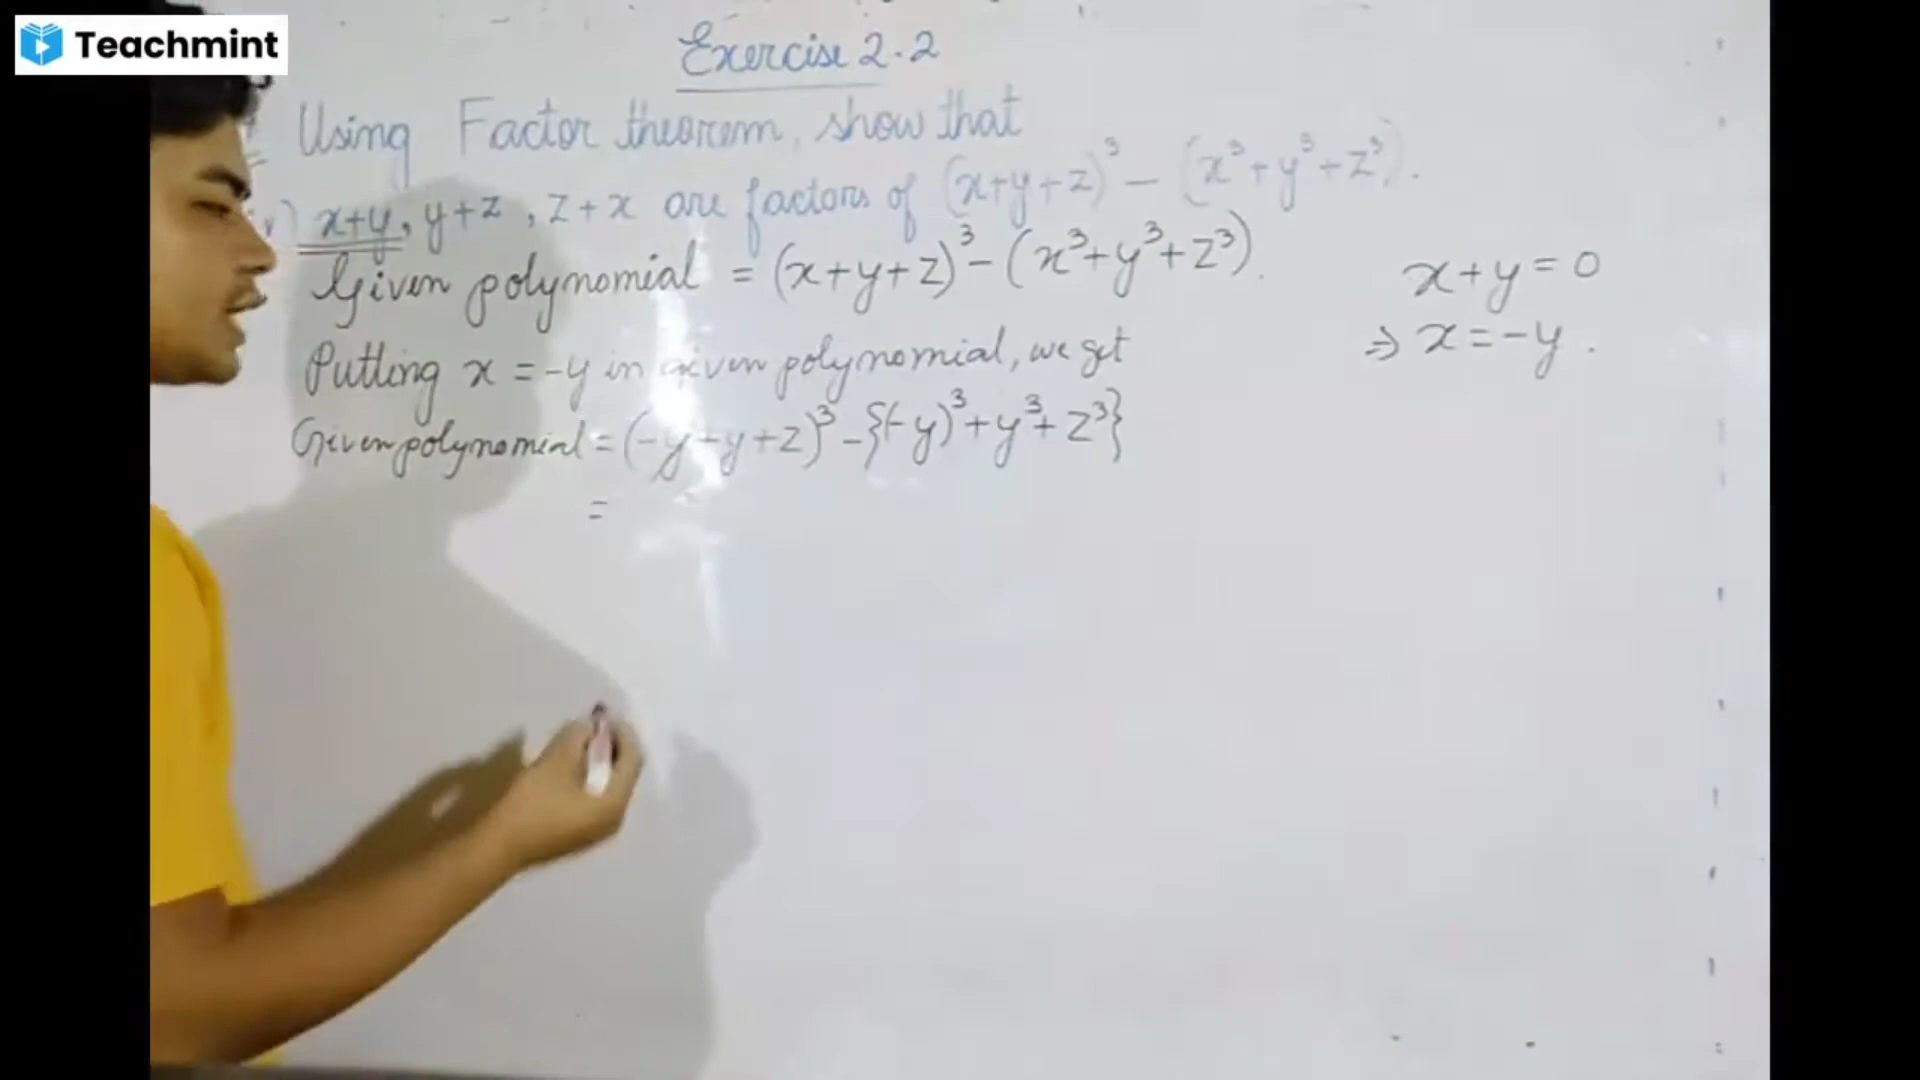 Teachmint
Exercise 2.2
Using Factor theorem, show that
x+y, y+z, z+x are factors of (x+y+z)³ - (x³+y³+z³).
Given polynomial = (x+y+z)³-(x³+y³+z³).
x+y=0
⇒ x=-y.
Putting x = -y in given polynomial, we get
Given polynomial = (-y+y+z)³-{(-y)³+y³+z³}
=